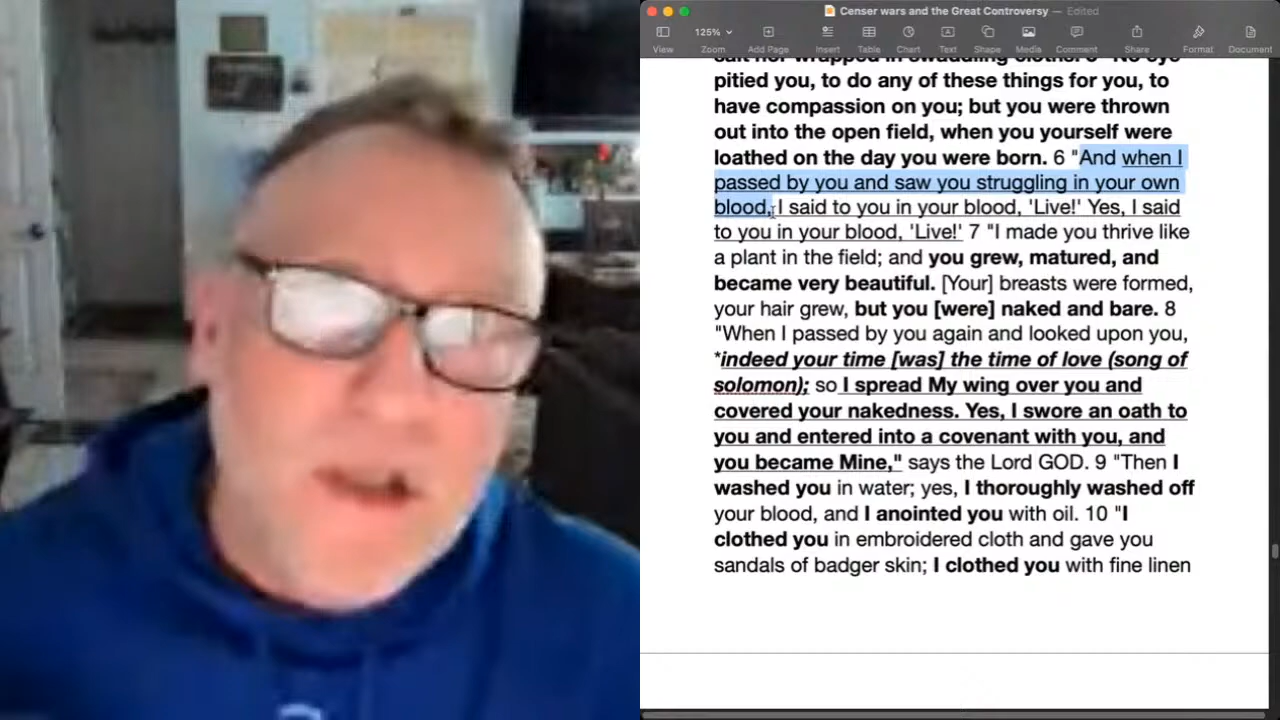 Censer wars and the Great Controversy — Edited
125%
View Zoom Add Page Insert Table Chart Text Shape Media Comment Share Format Document
salt nor wrapped in swaddling cloths. 5 "No eye
pitied you, to do any of these things for you, to
have compassion on you; but you were thrown
out into the open field, when you yourself were
loathed on the day you were born. 6 "And when I
passed by you and saw you struggling in your own
blood, I said to you in your blood, 'Live!' Yes, I said
to you in your blood, 'Live!' 7 "I made you thrive like
a plant in the field; and you grew, matured, and
became very beautiful. [Your] breasts were formed,
your hair grew, but you [were] naked and bare. 8
"When I passed by you again and looked upon you,
*indeed your time [was] the time of love (song of
solomon); so I spread My wing over you and
covered your nakedness. Yes, I swore an oath to
you and entered into a covenant with you, and
you became Mine," says the Lord GOD. 9 "Then I
washed you in water; yes, I thoroughly washed off
your blood, and I anointed you with oil. 10 "I
clothed you in embroidered cloth and gave you
sandals of badger skin; I clothed you with fine linen